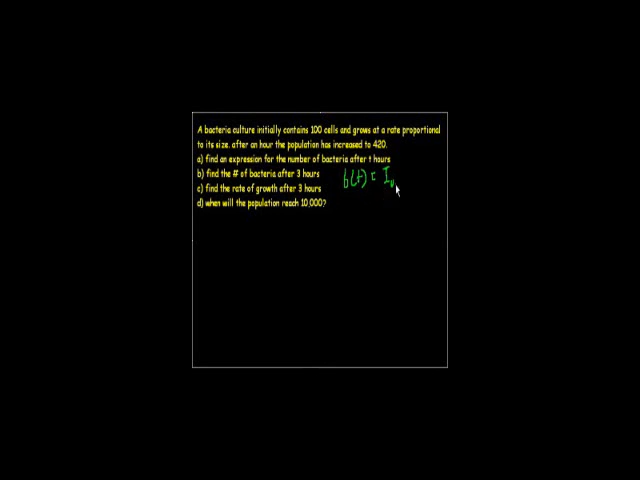 A bacteria culture initially contains 100 cells and grows at a rate proportional
to its size. after an hour the population has increased to 420.
a) find an expression for the number of bacteria after t hours
b) find the # of bacteria after 3 hours
b(t) = I₀
c) find the rate of growth after 3 hours
d) when will the population reach 10,000?